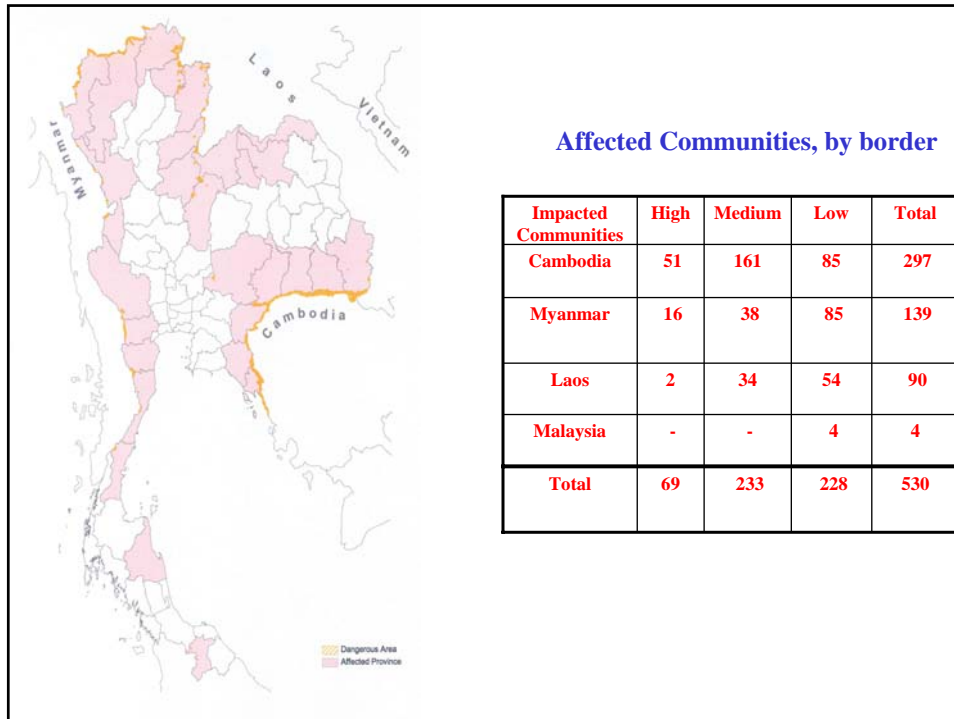 Laos
Vietnam
Myanmar
Cambodia
Dangerous Area
Affected Province
Affected Communities, by border
Impacted Communities High Medium Low Total
Cambodia 51 161 85 297
Myanmar 16 38 85 139
Laos 2 34 54 90
Malaysia - - 4 4
Total 69 233 228 530